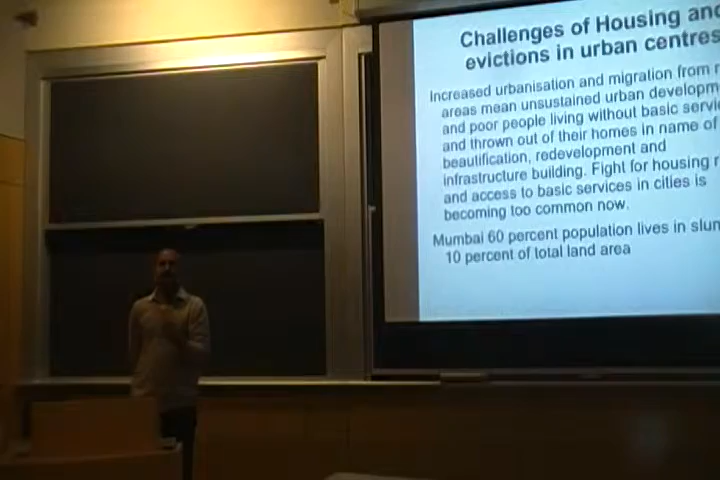 Challenges of Housing and
evictions in urban centres
Increased urbanisation and migration from
areas mean unsustained urban
and poor people living without basic
and thrown out of their homes in name of
beautification, redevelopment and
infrastructure building. Fight for housing
and access to basic services in cities is
becoming too common now.
Mumbai 60 percent population lives in
10 percent of total land area